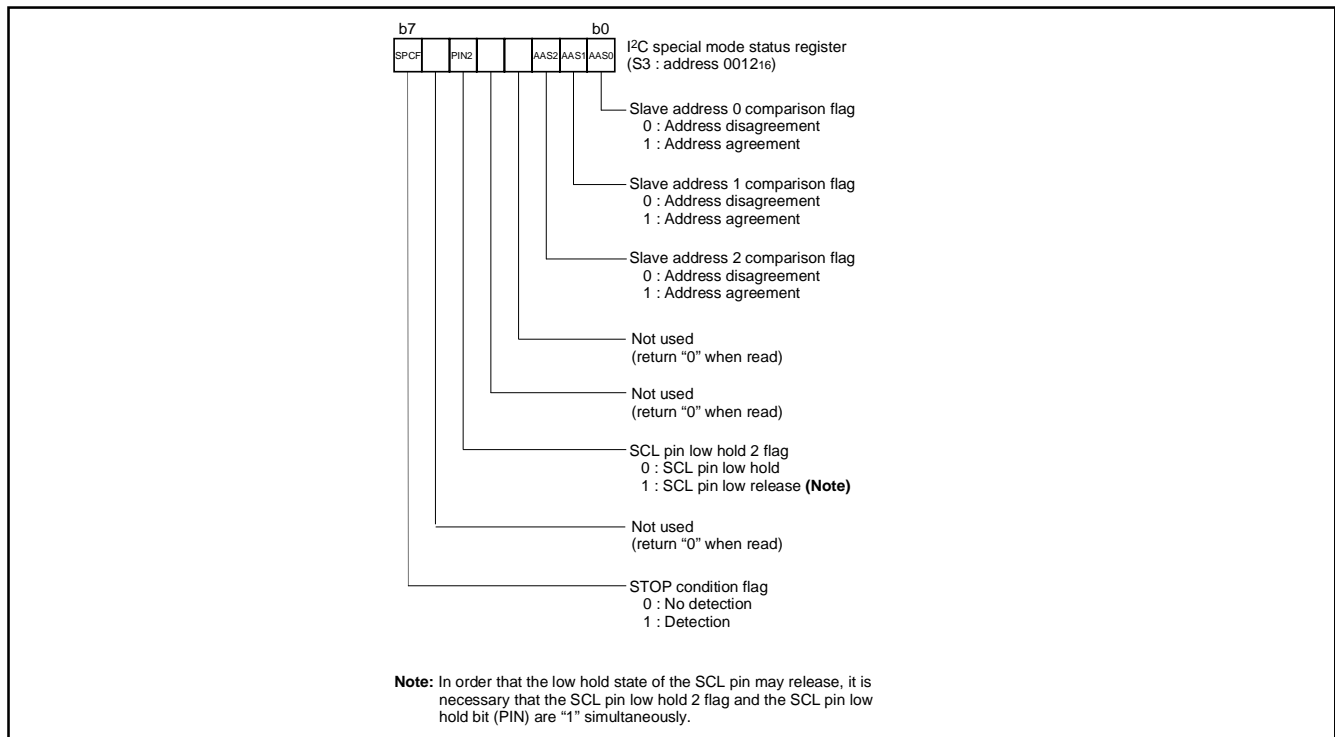 b7 b0
SPCF PIN2 AAS2 AAS1 AAS0
I2C special mode status register
(S3 : address 001216)
Slave address 0 comparison flag
0 : Address disagreement
1 : Address agreement
Slave address 1 comparison flag
0 : Address disagreement
1 : Address agreement
Slave address 2 comparison flag
0 : Address disagreement
1 : Address agreement
Not used
(return “0” when read)
Not used
(return “0” when read)
SCL pin low hold 2 flag
0 : SCL pin low hold
1 : SCL pin low release (Note)
Not used
(return “0” when read)
STOP condition flag
0 : No detection
1 : Detection
Note: In order that the low hold state of the SCL pin may release, it is
necessary that the SCL pin low hold 2 flag and the SCL pin low
hold bit (PIN) are “1” simultaneously.